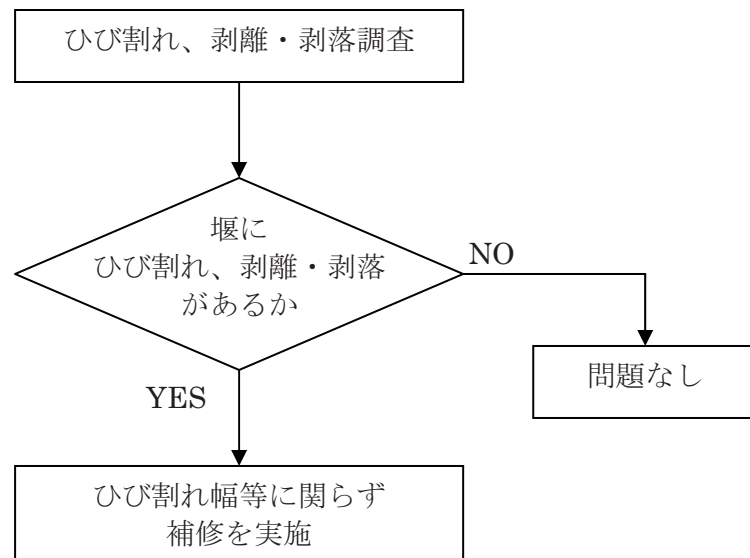 ひび割れ、剥離・剥落調査
堰に
ひび割れ、剥離・剥落
があるか
NO
問題なし
YES
ひび割れ幅等に関らず
補修を実施